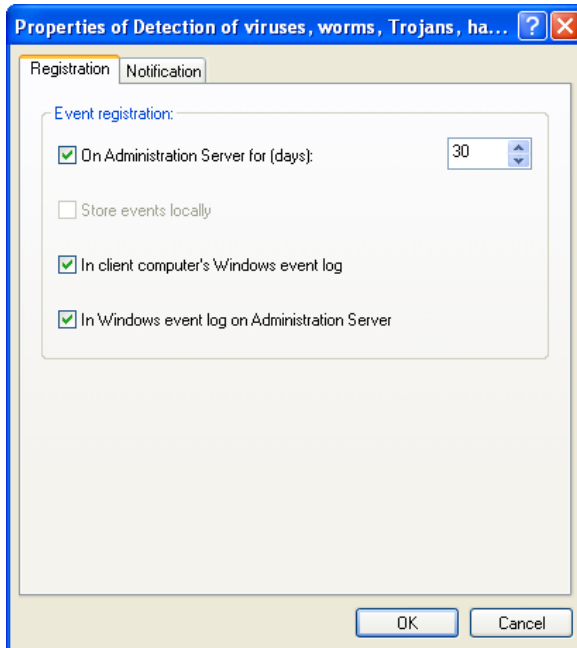 Properties of Detection of viruses, worms, Trojans, ha... ?
Registration Notification
Event registration:
On Administration Server for (days): 30
Store events locally
In client computer's Windows event log
In Windows event log on Administration Server
OK Cancel